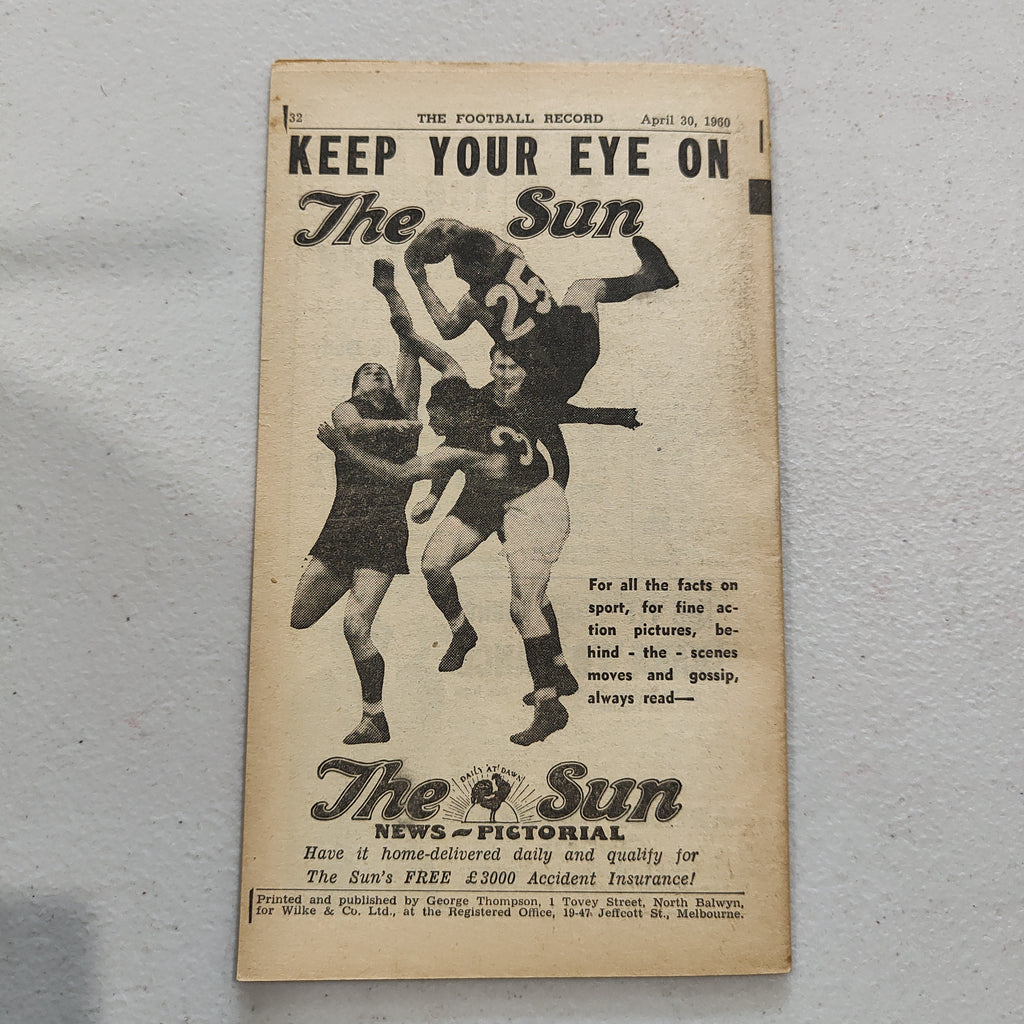 32 THE FOOTBALL RECORD April 30, 1960
KEEP YOUR EYE ON
The Sun
25
3
For all the facts on
sport, for fine ac-
tion pictures, be-
hind - the - scenes
moves and gossip,
always read—
DAILY AT DAWN
The Sun
NEWS-PICTORIAL
Have it home-delivered daily and qualify for
The Sun's FREE £3000 Accident Insurance!
Printed and published by George Thompson, 1 Tovey Street, North Balwyn,
for Wilke & Co. Ltd., at the Registered Office, 19-47 Jeffcott St., Melbourne.